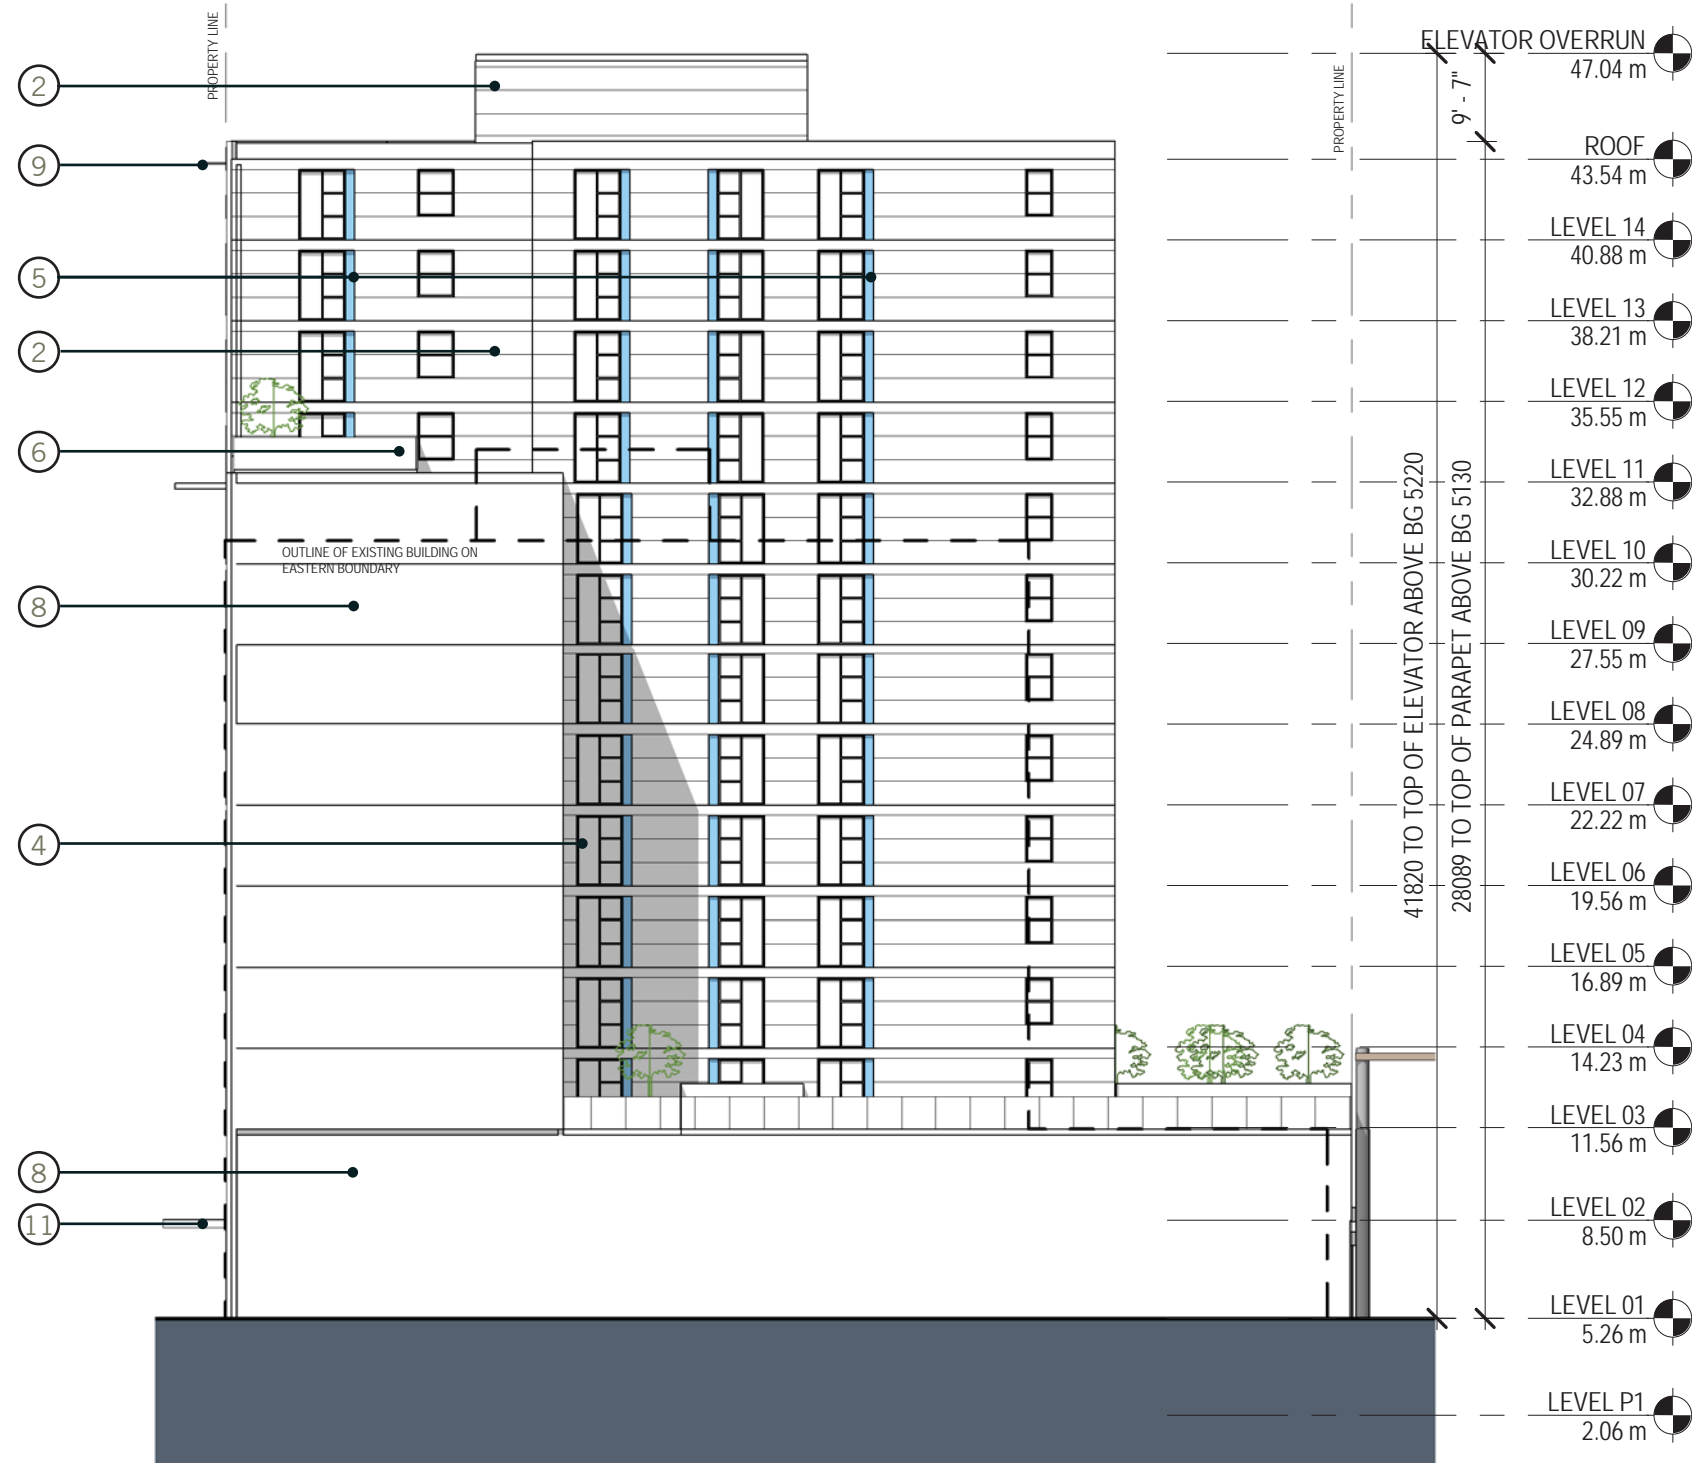 PROPERTY LINE
2
9
5
2
6
8
4
8
11
OUTLINE OF EXISTING BUILDING ON
EASTERN BOUNDARY
PROPERTY LINE
41820 TO TOP OF ELEVATOR ABOVE BG 5220
28089 TO TOP OF PARAPET ABOVE BG 5130
9' - 7"
ELEVATOR OVERRUN
47.04 m
ROOF
43.54 m
LEVEL 14
40.88 m
LEVEL 13
38.21 m
LEVEL 12
35.55 m
LEVEL 11
32.88 m
LEVEL 10
30.22 m
LEVEL 09
27.55 m
LEVEL 08
24.89 m
LEVEL 07
22.22 m
LEVEL 06
19.56 m
LEVEL 05
16.89 m
LEVEL 04
14.23 m
LEVEL 03
11.56 m
LEVEL 02
8.50 m
LEVEL 01
5.26 m
LEVEL P1
2.06 m